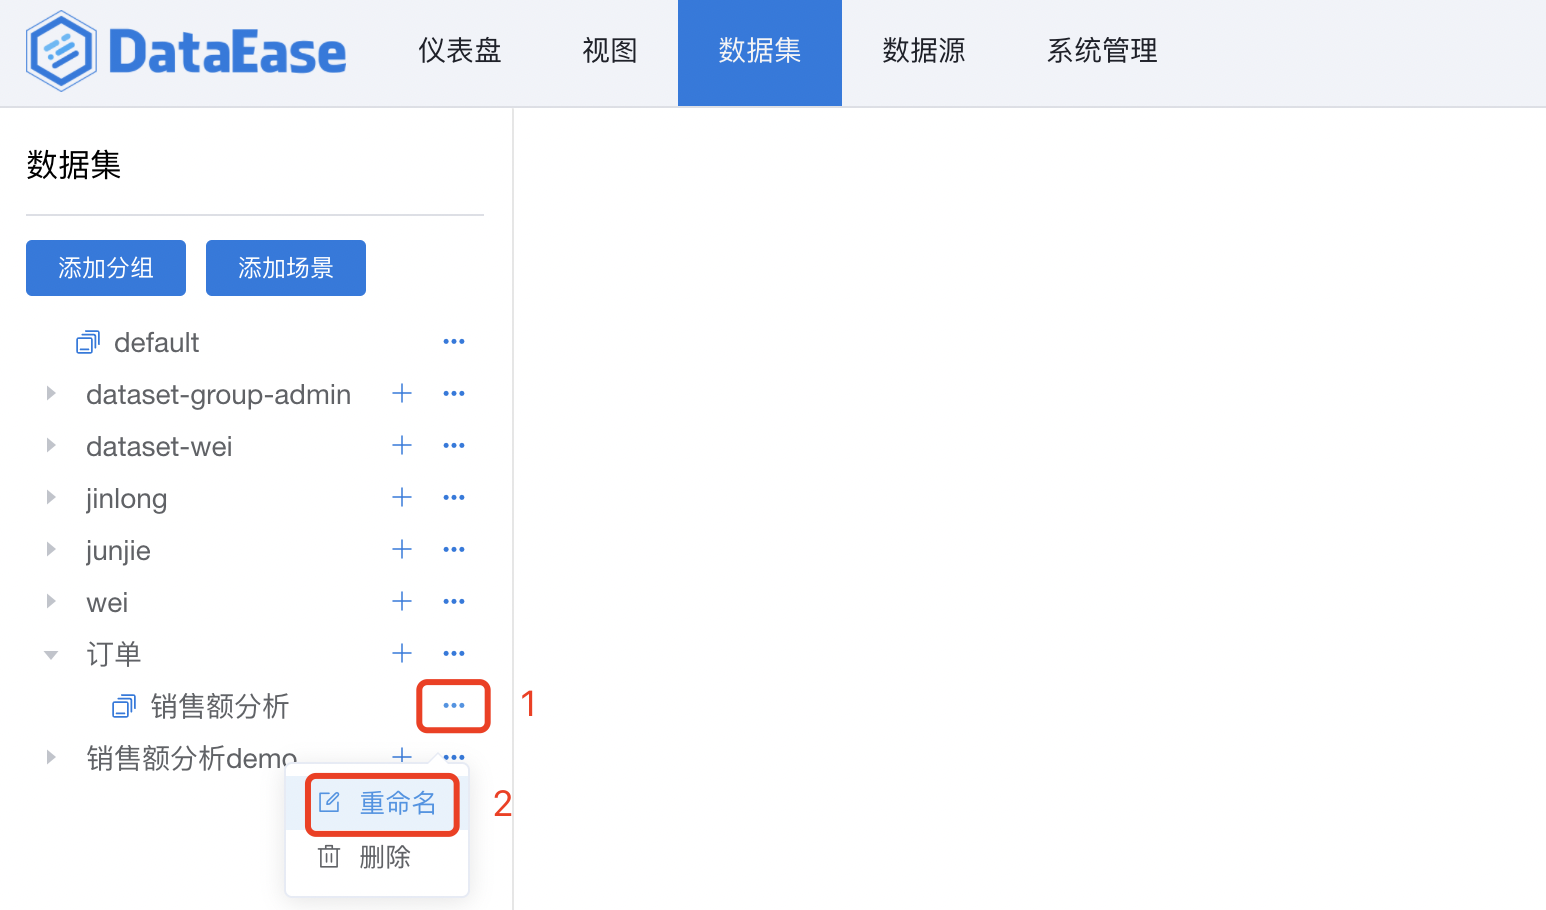 DataEase 仪表盘 视图 数据集 数据源 系统管理
数据集
添加分组 添加场景
default
dataset-group-admin
dataset-wei
jinlong
junjie
wei
订单
销售额分析 1
销售额分析demo
重命名 2
删除